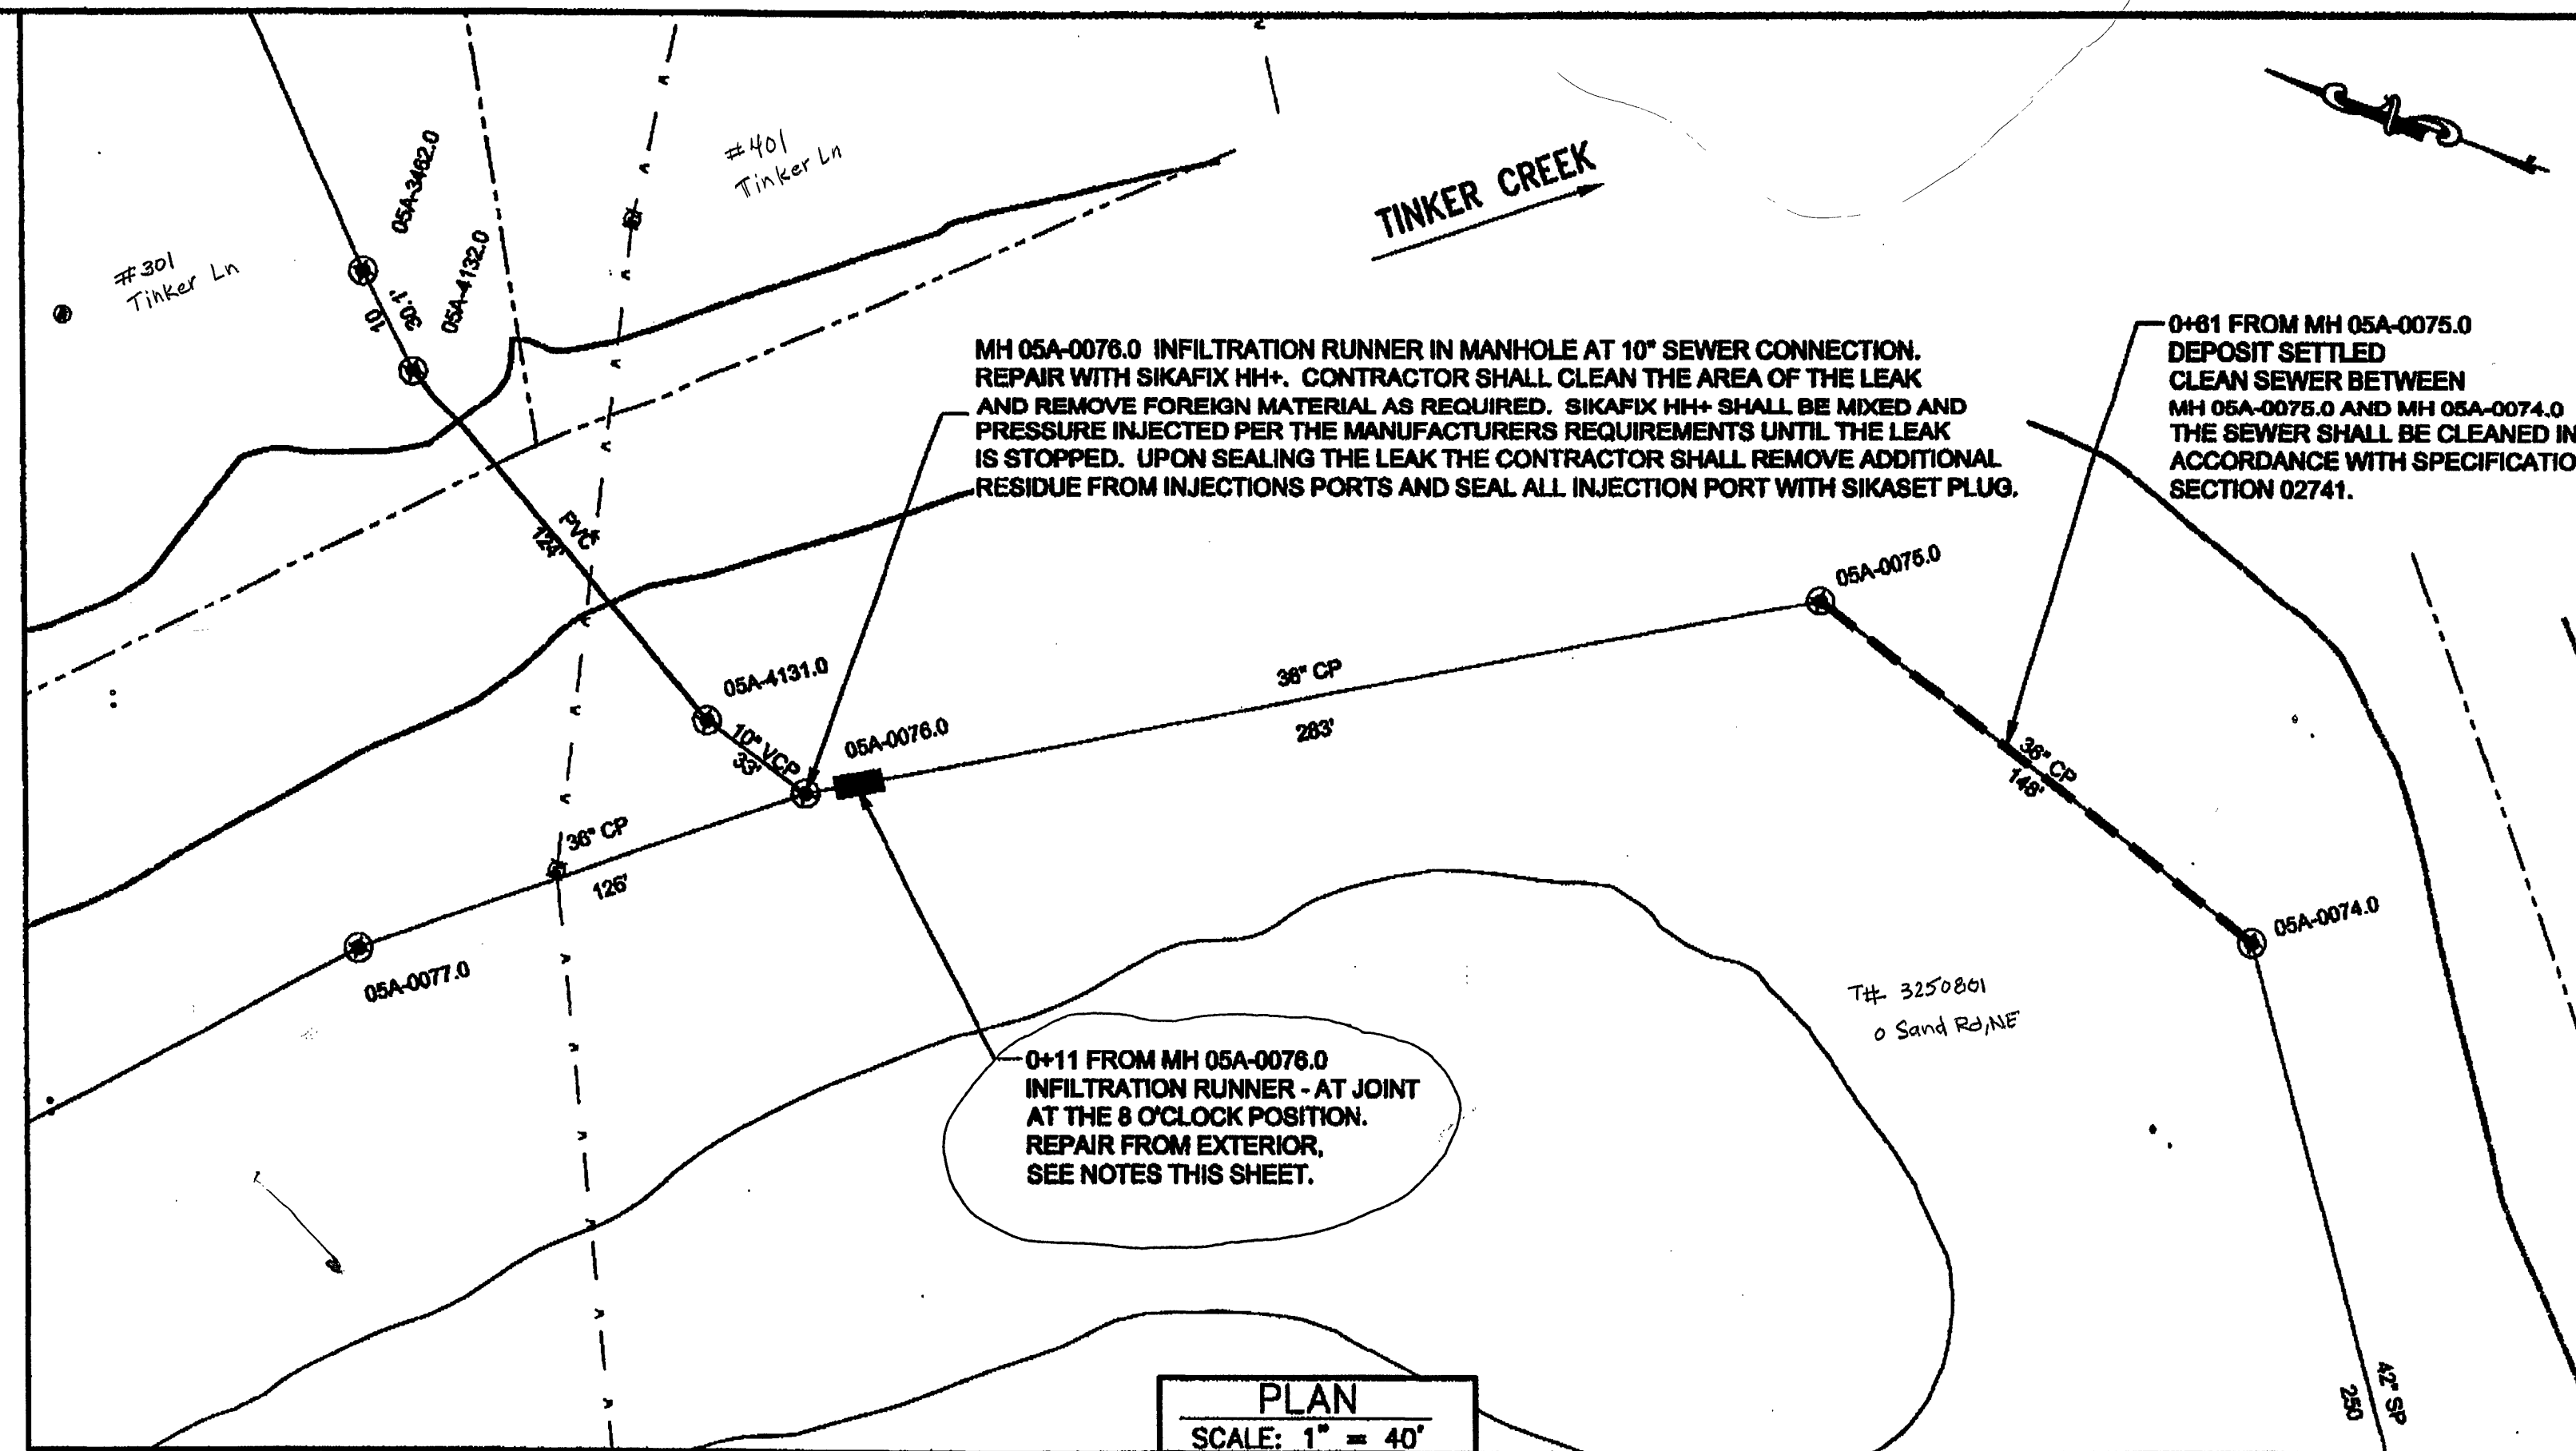 #401
Tinker Ln
#301
Tinker Ln
05A-3462.0
05A-4132.0
10
30.1'
TINKER CREEK
MH 05A-0076.0 INFILTRATION RUNNER IN MANHOLE AT 10" SEWER CONNECTION.
REPAIR WITH SIKAFIX HH+. CONTRACTOR SHALL CLEAN THE AREA OF THE LEAK
AND REMOVE FOREIGN MATERIAL AS REQUIRED. SIKAFIX HH+ SHALL BE MIXED AND
PRESSURE INJECTED PER THE MANUFACTURERS REQUIREMENTS UNTIL THE LEAK
IS STOPPED. UPON SEALING THE LEAK THE CONTRACTOR SHALL REMOVE ADDITIONAL
RESIDUE FROM INJECTIONS PORTS AND SEAL ALL INJECTION PORT WITH SIKASET PLUG.
0+61 FROM MH 05A-0075.0
DEPOSIT SETTLED
CLEAN SEWER BETWEEN
MH 05A-0075.0 AND MH 05A-0074.0
THE SEWER SHALL BE CLEANED IN
ACCORDANCE WITH SPECIFICATIO
SECTION 02741.
PVC
124'
05A-0075.0
05A-4131.0
10" VCP
33'
05A-0076.0
36" CP
283'
36" CP
148'
36" CP
126'
05A-0077.0
05A-0074.0
T# 3250801
0 Sand Rd, NE
0+11 FROM MH 05A-0076.0
INFILTRATION RUNNER - AT JOINT
AT THE 8 O'CLOCK POSITION.
REPAIR FROM EXTERIOR,
SEE NOTES THIS SHEET.
42" SP
250
PLAN
SCALE: 1" = 40'